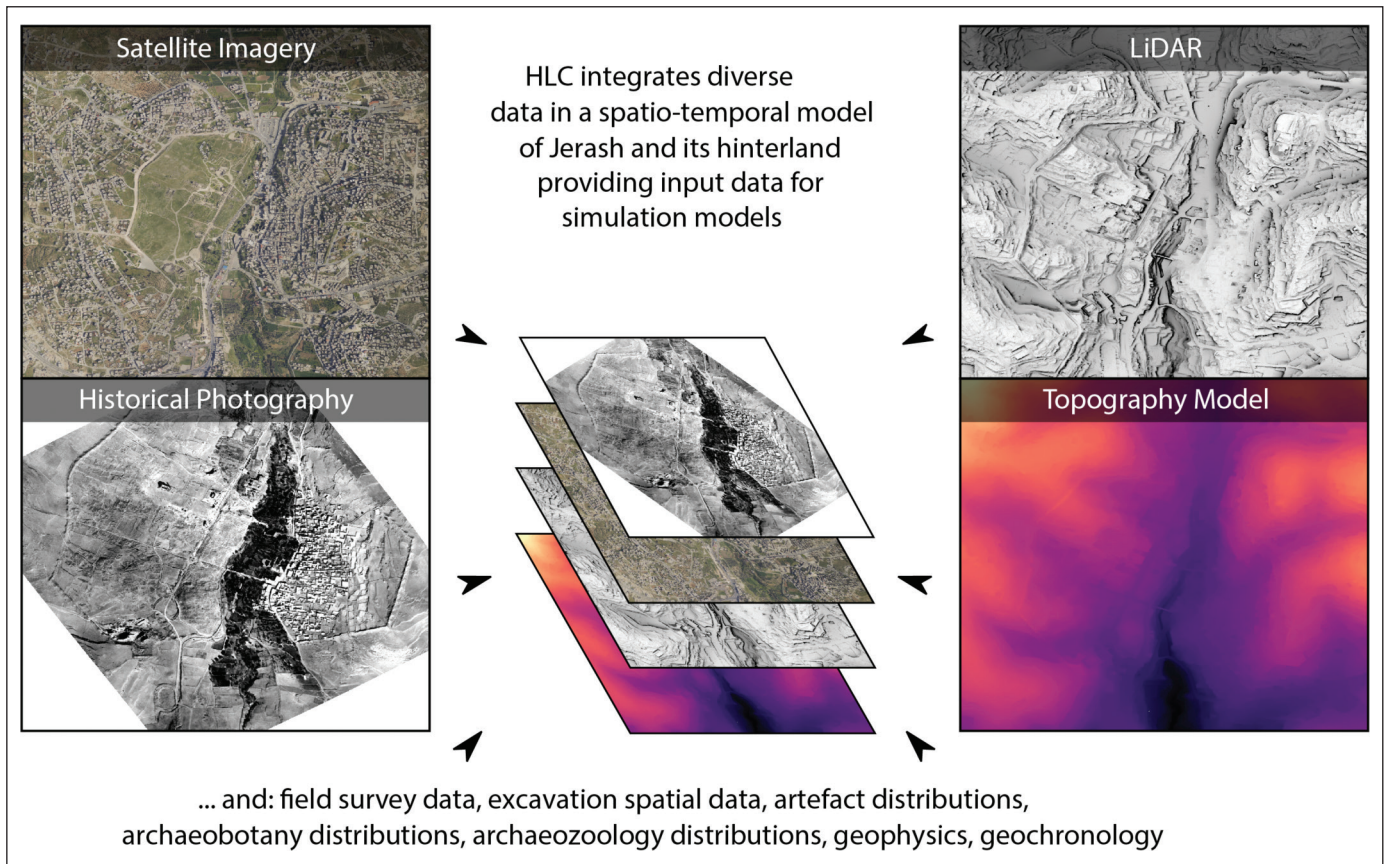 Satellite Imagery
HLC integrates diverse
data in a spatio-temporal model
of Jerash and its hinterland
providing input data for
simulation models
LiDAR
Historical Photography
Topography Model
... and: field survey data, excavation spatial data, artefact distributions,
archaeobotany distributions, archaeozoology distributions, geophysics, geochronology